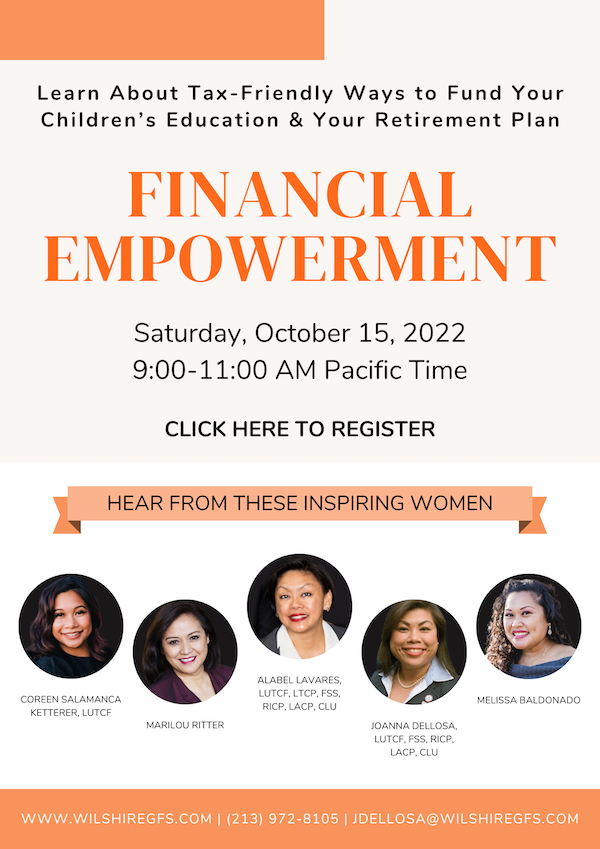 Learn About Tax-Friendly Ways to Fund Your
Children’s Education & Your Retirement Plan
FINANCIAL
EMPOWERMENT
Saturday, October 15, 2022
9:00-11:00 AM Pacific Time
CLICK HERE TO REGISTER
HEAR FROM THESE INSPIRING WOMEN
COREEN SALAMANCA
KETTERER, LUTCF
MARILOU RITTER
ALABEL LAVARES,
LUTCF, LTCP, FSS,
RICP, LACP, CLU
JOANNA DELLOSA,
LUTCF, FSS, RICP,
LACP, CLU
MELISSA BALDONADO
WWW.WILSHIREGFS.COM | (213) 972-8105 | JDELLOSA@WILSHIREGFS.COM